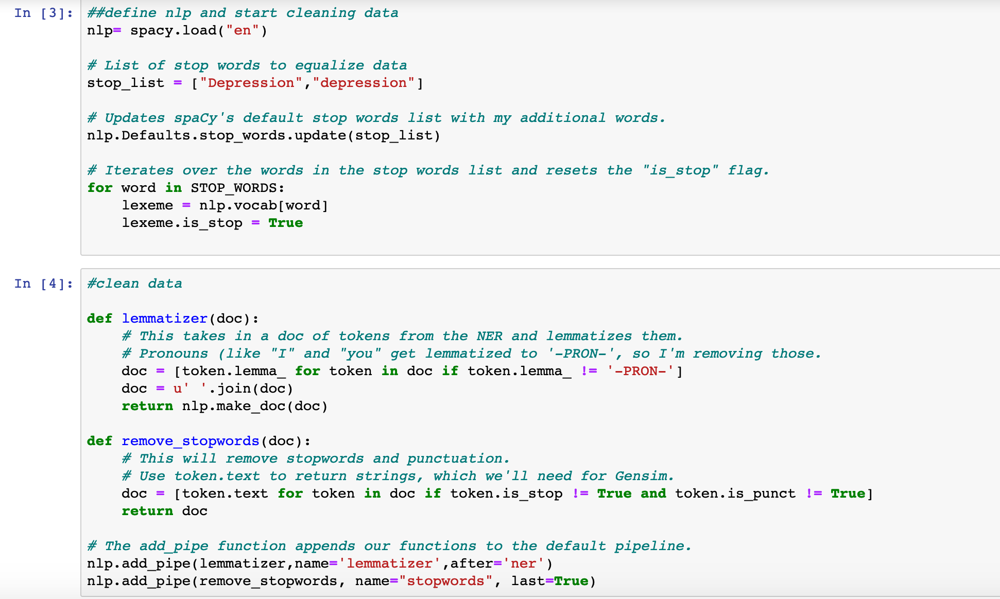 In [3]:
##define nlp and start cleaning data
nlp= spacy.load("en")
# List of stop words to equalize data
stop_list = ["Depression","depression"]
# Updates spaCy's default stop words list with my additional words.
nlp.Defaults.stop_words.update(stop_list)
# Iterates over the words in the stop words list and resets the "is_stop" flag.
for word in STOP_WORDS:
    lexeme = nlp.vocab[word]
    lexeme.is_stop = True
In [4]:
#clean data
def lemmatizer(doc):
    # This takes in a doc of tokens from the NER and lemmatizes them.
    # Pronouns (like "I" and "you" get lemmatized to '-PRON-', so I'm removing those.
    doc = [token.lemma_ for token in doc if token.lemma_ != '-PRON-']
    doc = u' '.join(doc)
    return nlp.make_doc(doc)
def remove_stopwords(doc):
    # This will remove stopwords and punctuation.
    # Use token.text to return strings, which we'll need for Gensim.
    doc = [token.text for token in doc if token.is_stop != True and token.is_punct != True]
    return doc
# The add_pipe function appends our functions to the default pipeline.
nlp.add_pipe(lemmatizer,name='lemmatizer',after='ner')
nlp.add_pipe(remove_stopwords, name="stopwords", last=True)